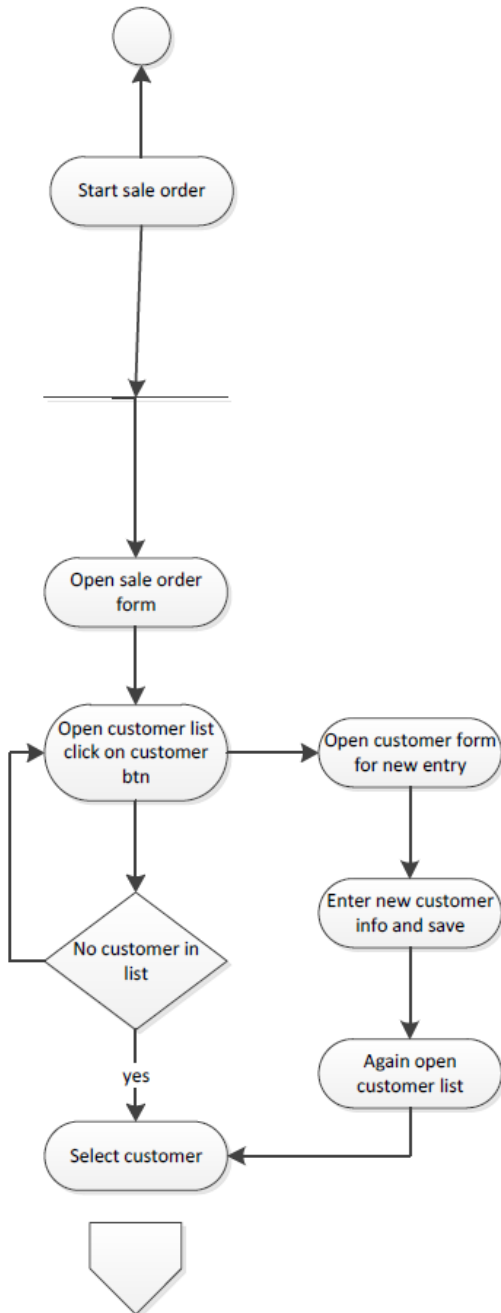 Start sale order
Open sale order
form
Open customer list
click on customer
btn
Open customer form
for new entry
Enter new customer
info and save
No customer in
list
Again open
customer list
yes
Select customer